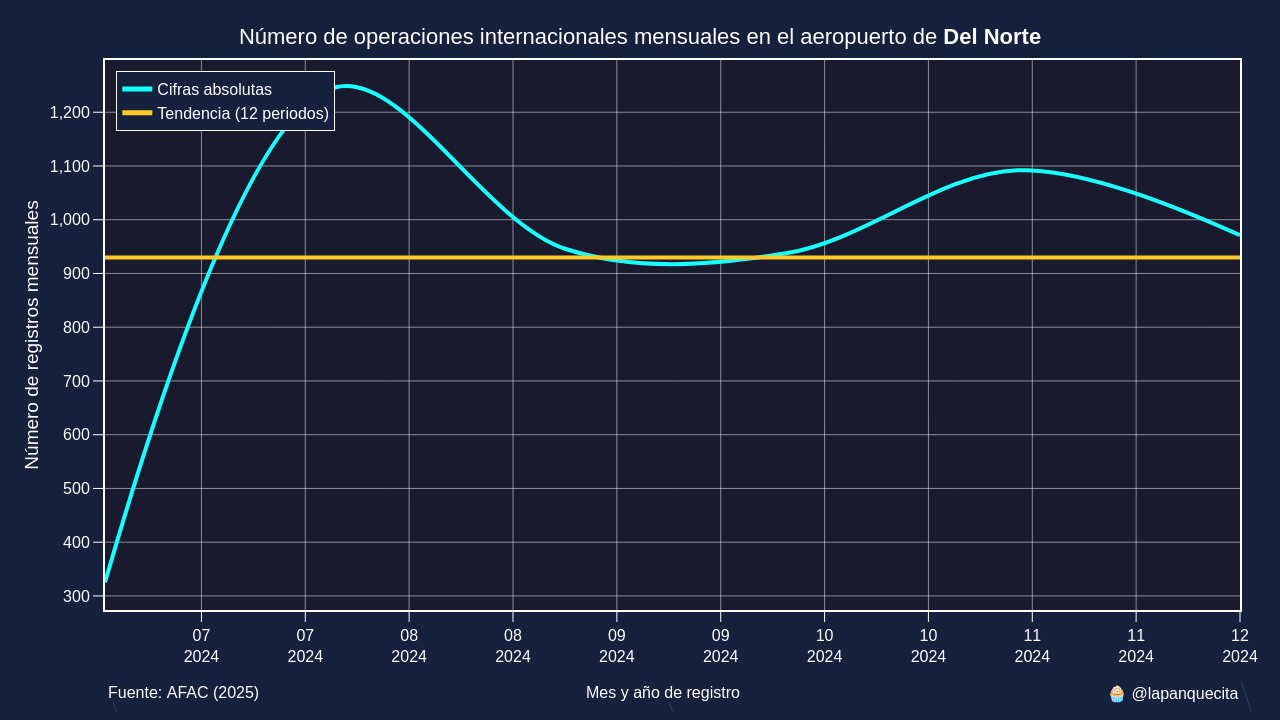 Número de operaciones internacionales mensuales en el aeropuerto de Del Norte
Cifras absolutas
Tendencia (12 periodos)
Número de registros mensuales
1,200
1,100
1,000
900
800
700
600
500
400
300
07 07 08 08 09 09 10 10 11 11 12
2024 2024 2024 2024 2024 2024 2024 2024 2024 2024 2024
Fuente: AFAC (2025) Mes y año de registro 🧁 @lapanquecita